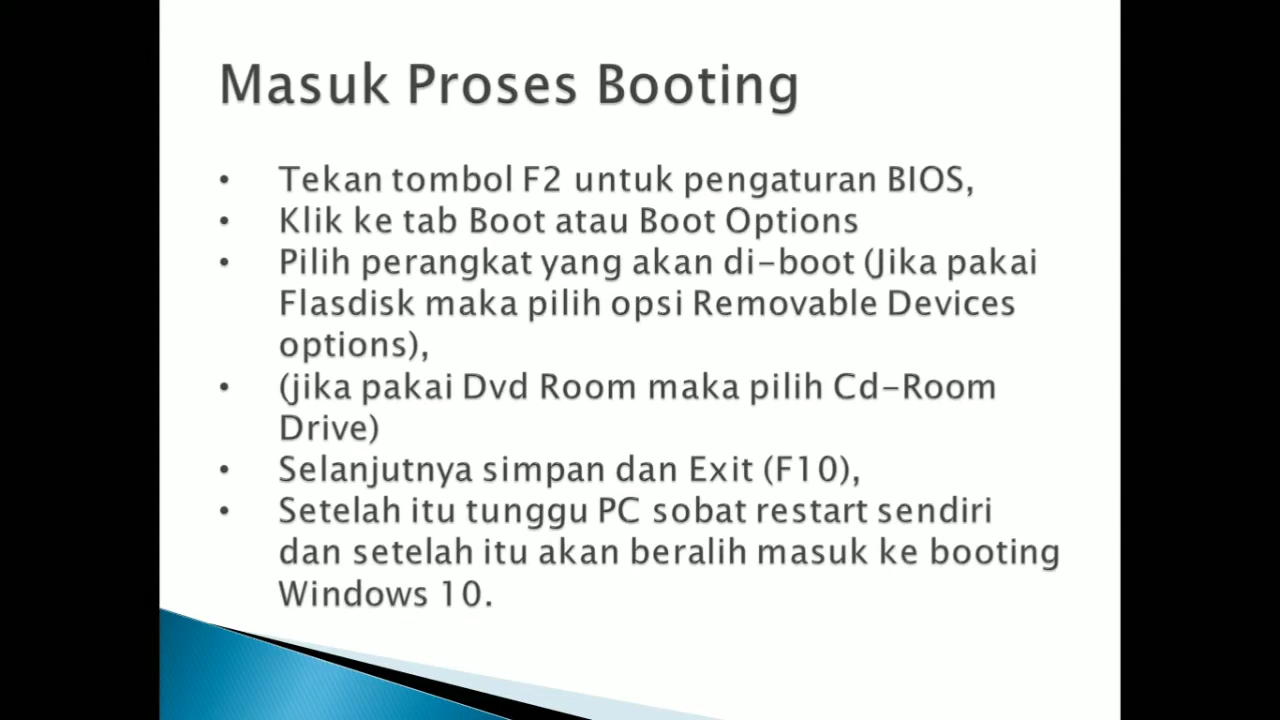 Masuk Proses Booting
• Tekan tombol F2 untuk pengaturan BIOS,
• Klik ke tab Boot atau Boot Options
• Pilih perangkat yang akan di-boot (Jika pakai
Flasdisk maka pilih opsi Removable Devices
options),
• (jika pakai Dvd Room maka pilih Cd-Room
Drive)
• Selanjutnya simpan dan Exit (F10),
• Setelah itu tunggu PC sobat restart sendiri
dan setelah itu akan beralih masuk ke booting
Windows 10.